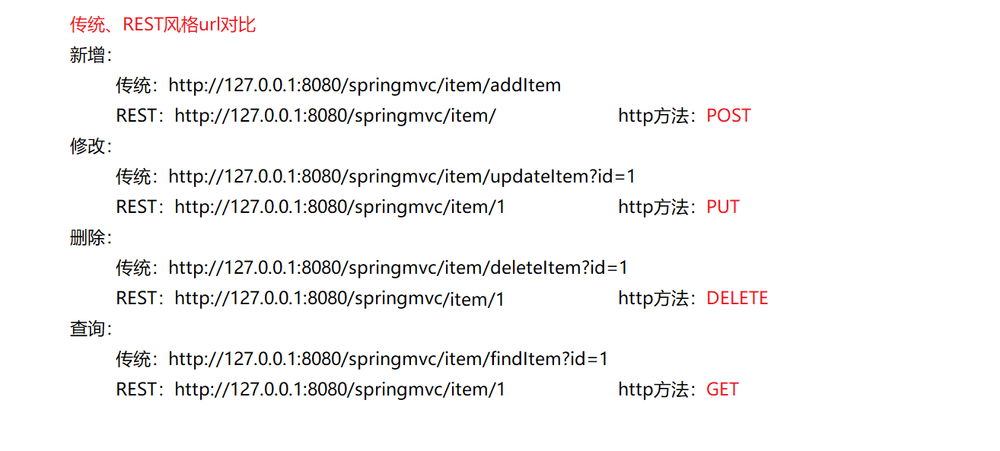 传统、REST风格url对比
新增：
传统：http://127.0.0.1:8080/springmvc/item/addItem
REST：http://127.0.0.1:8080/springmvc/item/ http方法：POST
修改：
传统：http://127.0.0.1:8080/springmvc/item/updateItem?id=1
REST：http://127.0.0.1:8080/springmvc/item/1 http方法：PUT
删除：
传统：http://127.0.0.1:8080/springmvc/item/deleteItem?id=1
REST：http://127.0.0.1:8080/springmvc/item/1 http方法：DELETE
查询：
传统：http://127.0.0.1:8080/springmvc/item/findItem?id=1
REST：http://127.0.0.1:8080/springmvc/item/1 http方法：GET